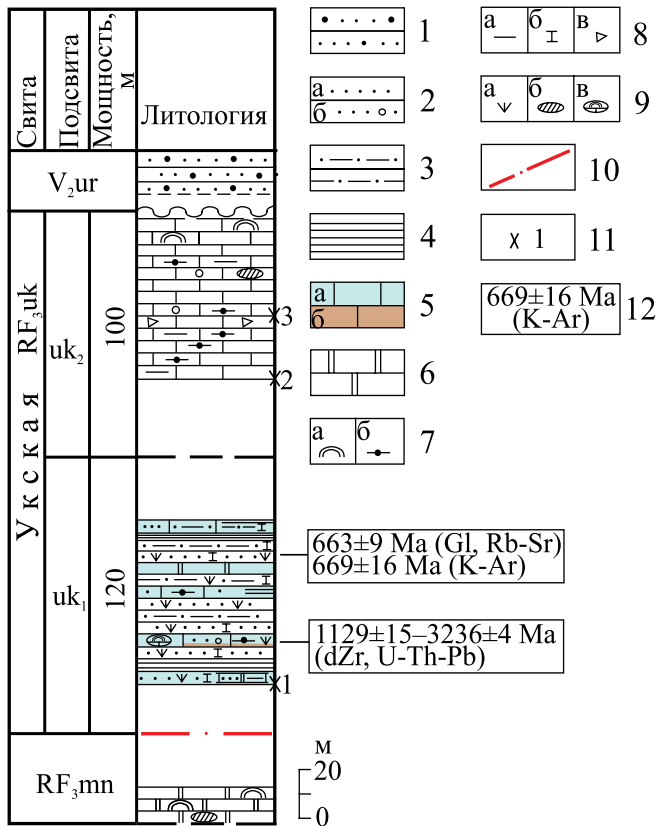 Свита
Подсвита
Мощность, м
Литология
V₂ur
Укская RF₃uk
uk₂
100
3
2
uk₁
120
1
RF₃mn
663±9 Ma (Gl, Rb-Sr)
669±16 Ma (K-Ar)
1129±15–3236±4 Ma
(dZr, U-Th-Pb)
м
20
0
1
а
б
2
3
4
а
б
5
6
а б
7
а б в
8
а б в
9
10
1
11
669±16 Ma
(K-Ar)
12